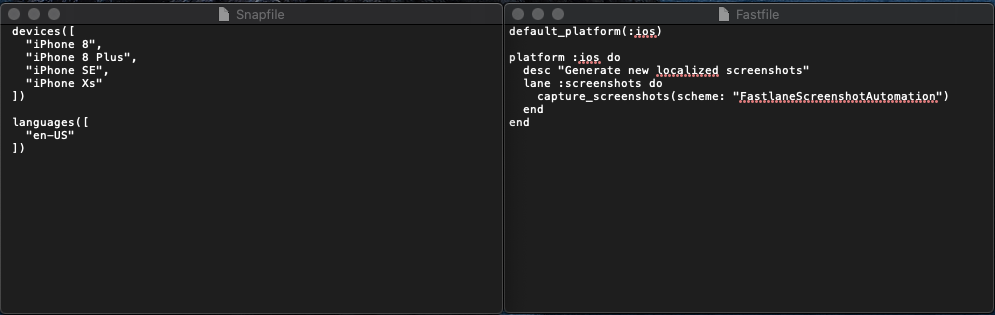 Snapfile
devices([
  "iPhone 8",
  "iPhone 8 Plus",
  "iPhone SE",
  "iPhone Xs"
])

languages([
  "en-US"
])
Fastfile
default_platform(:ios)

platform :ios do
  desc "Generate new localized screenshots"
  lane :screenshots do
    capture_screenshots(scheme: "FastlaneScreenshotAutomation")
  end
end